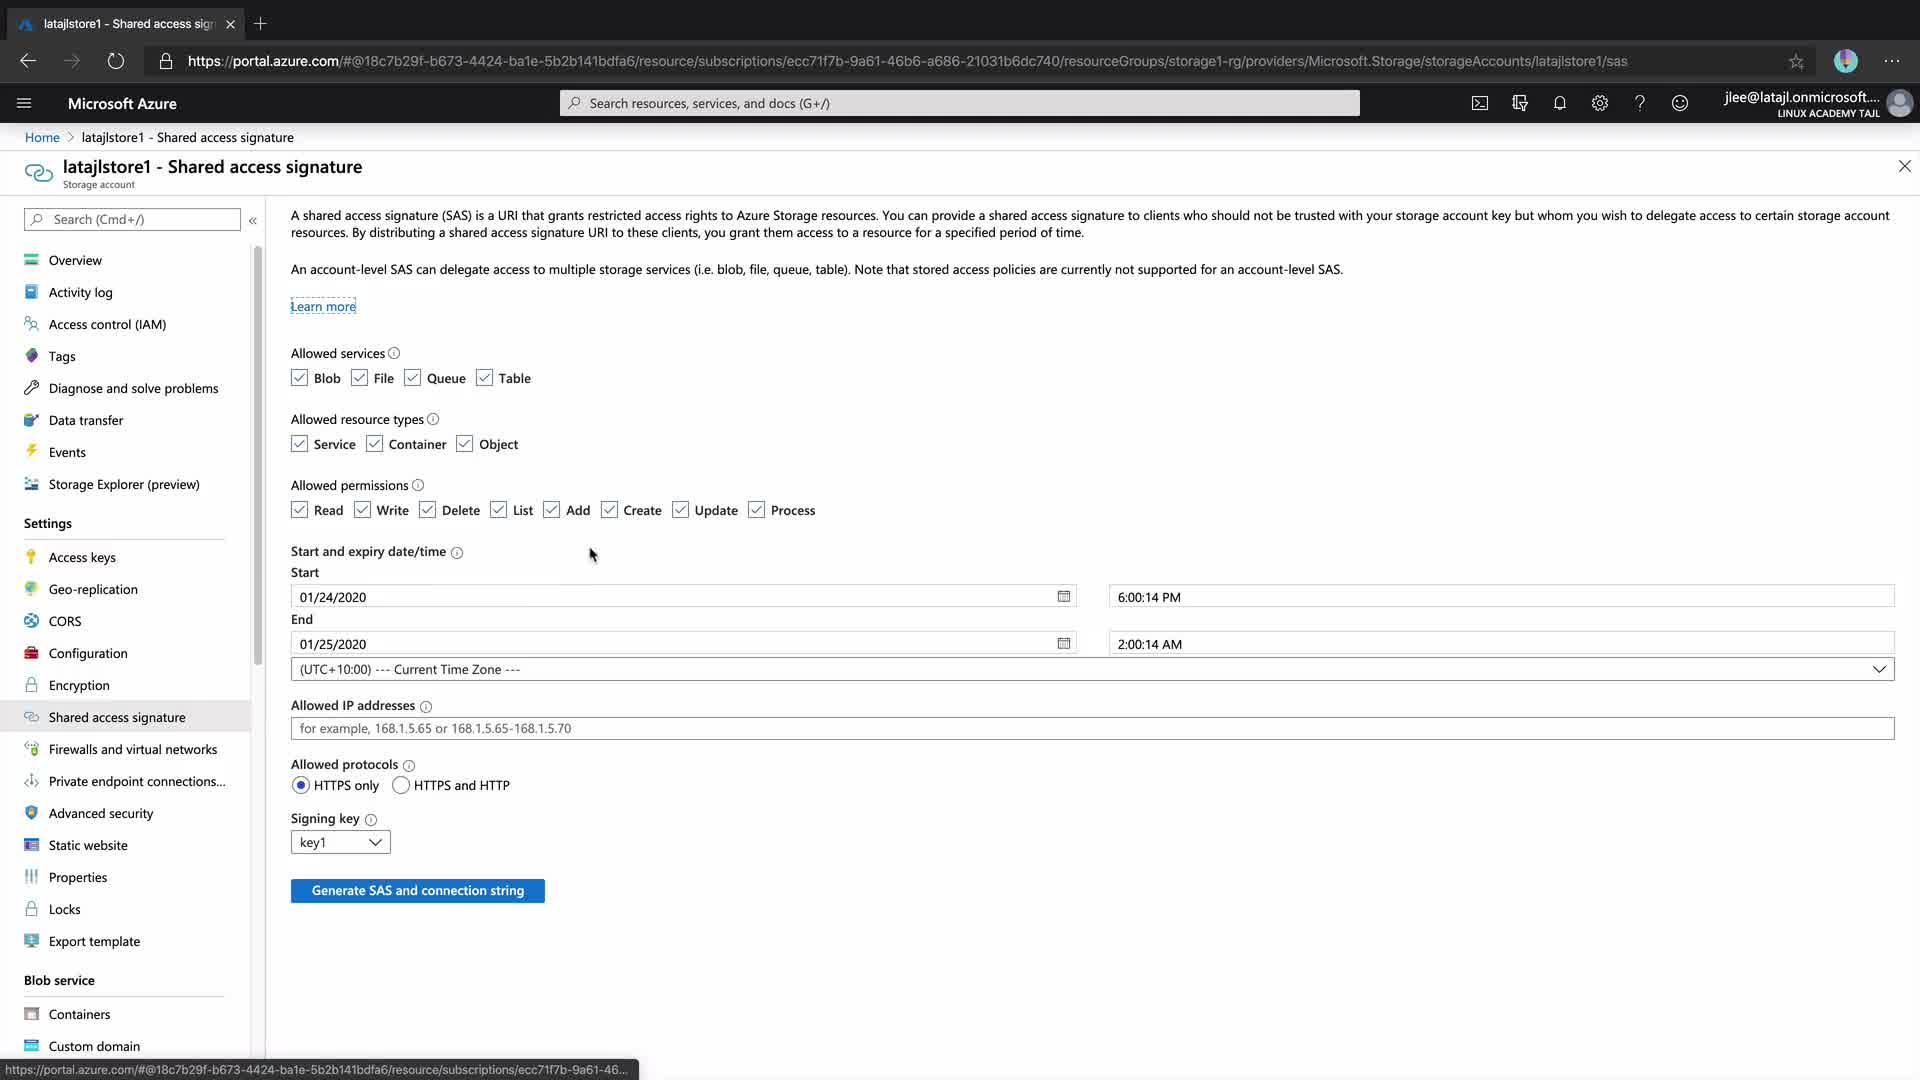 latajlstore1 - Shared access sign
https://portal.azure.com/#@18c7b29f-b673-4424-ba1e-5b2b141bdfa6/resource/subscriptions/ecc71f7b-9a61-46b6-a686-21031b6dc740/resourceGroups/storage1-rg/providers/Microsoft.Storage/storageAccounts/latajlstore1/sas
Microsoft Azure
Search resources, services, and docs (G+/)
jlee@latajl.onmicrosoft....
LINUX ACADEMY TAJL
Home > latajlstore1 - Shared access signature
latajlstore1 - Shared access signature
Storage account
Search (Cmd+/)
Overview
Activity log
Access control (IAM)
Tags
Diagnose and solve problems
Data transfer
Events
Storage Explorer (preview)
Settings
Access keys
Geo-replication
CORS
Configuration
Encryption
Shared access signature
Firewalls and virtual networks
Private endpoint connections...
Advanced security
Static website
Properties
Locks
Export template
Blob service
Containers
Custom domain
A shared access signature (SAS) is a URI that grants restricted access rights to Azure Storage resources. You can provide a shared access signature to clients who should not be trusted with your storage account key but whom you wish to delegate access to certain storage account
resources. By distributing a shared access signature URI to these clients, you grant them access to a resource for a specified period of time.
An account-level SAS can delegate access to multiple storage services (i.e. blob, file, queue, table). Note that stored access policies are currently not supported for an account-level SAS.
Learn more
Allowed services
Blob File Queue Table
Allowed resource types
Service Container Object
Allowed permissions
Read Write Delete List Add Create Update Process
Start and expiry date/time
Start
01/24/2020 6:00:14 PM
End
01/25/2020 2:00:14 AM
(UTC+10:00) --- Current Time Zone ---
Allowed IP addresses
for example, 168.1.5.65 or 168.1.5.65-168.1.5.70
Allowed protocols
HTTPS only HTTPS and HTTP
Signing key
key1
Generate SAS and connection string
https://portal.azure.com/#@18c7b29f-b673-4424-ba1e-5b2b141bdfa6/resource/subscriptions/ecc71f7b-9a61-46...